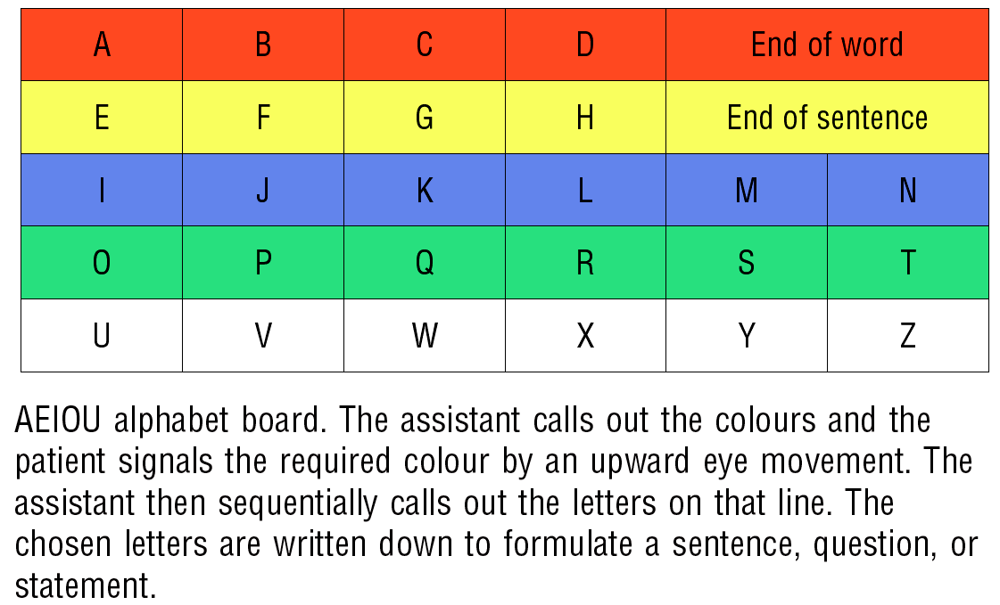 A B C D End of word
E F G H End of sentence
I J K L M N
O P Q R S T
U V W X Y Z
AEIOU alphabet board. The assistant calls out the colours and the
patient signals the required colour by an upward eye movement. The
assistant then sequentially calls out the letters on that line. The
chosen letters are written down to formulate a sentence, question, or
statement.